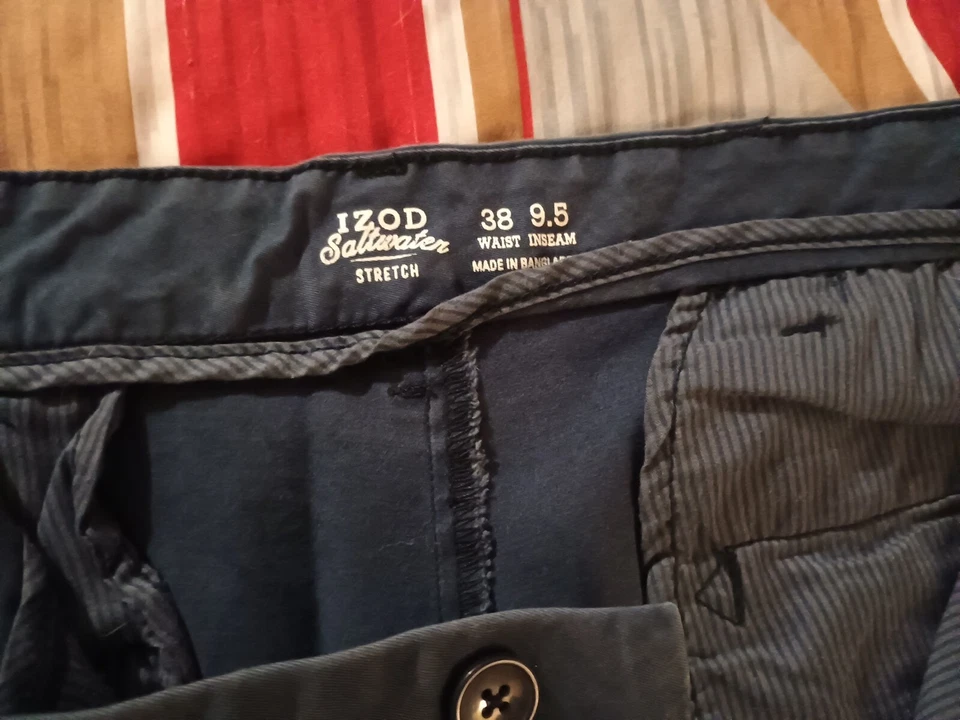 IZOD
Saltwater
STRETCH
38 9.5
WAIST INSEAM
MADE IN